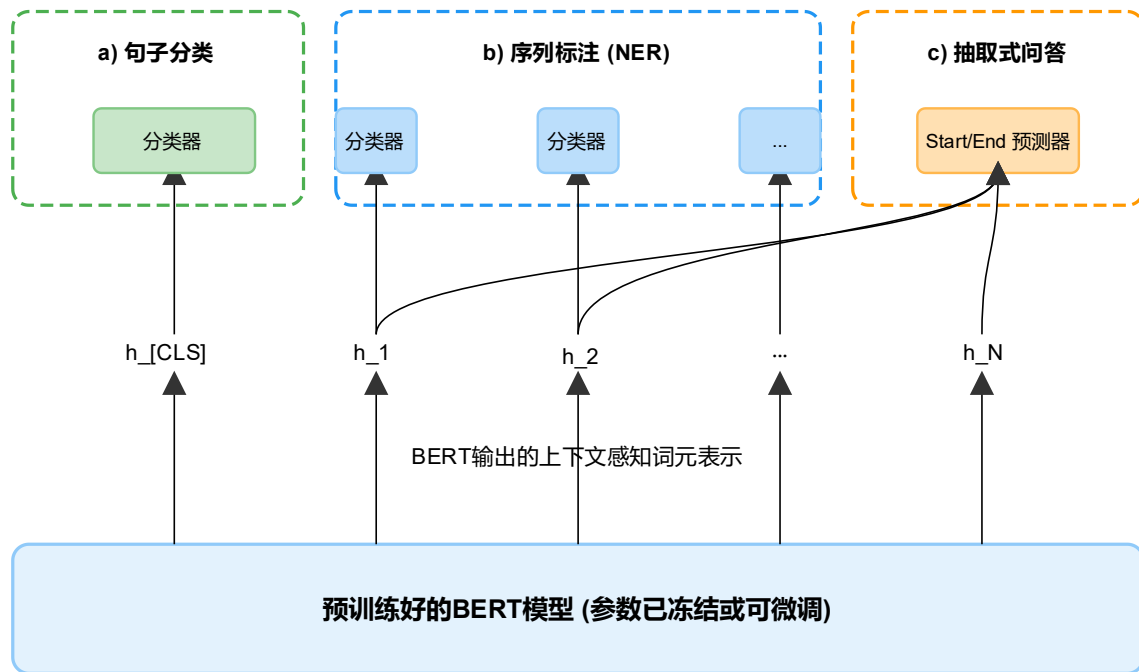 a) 句子分类
b) 序列标注 (NER)
c) 抽取式问答
分类器
分类器
分类器
...
Start/End 预测器
h_[CLS]
h_1
h_2
...
h_N
BERT输出的上下文感知词元表示
预训练好的BERT模型 (参数已冻结或可微调)